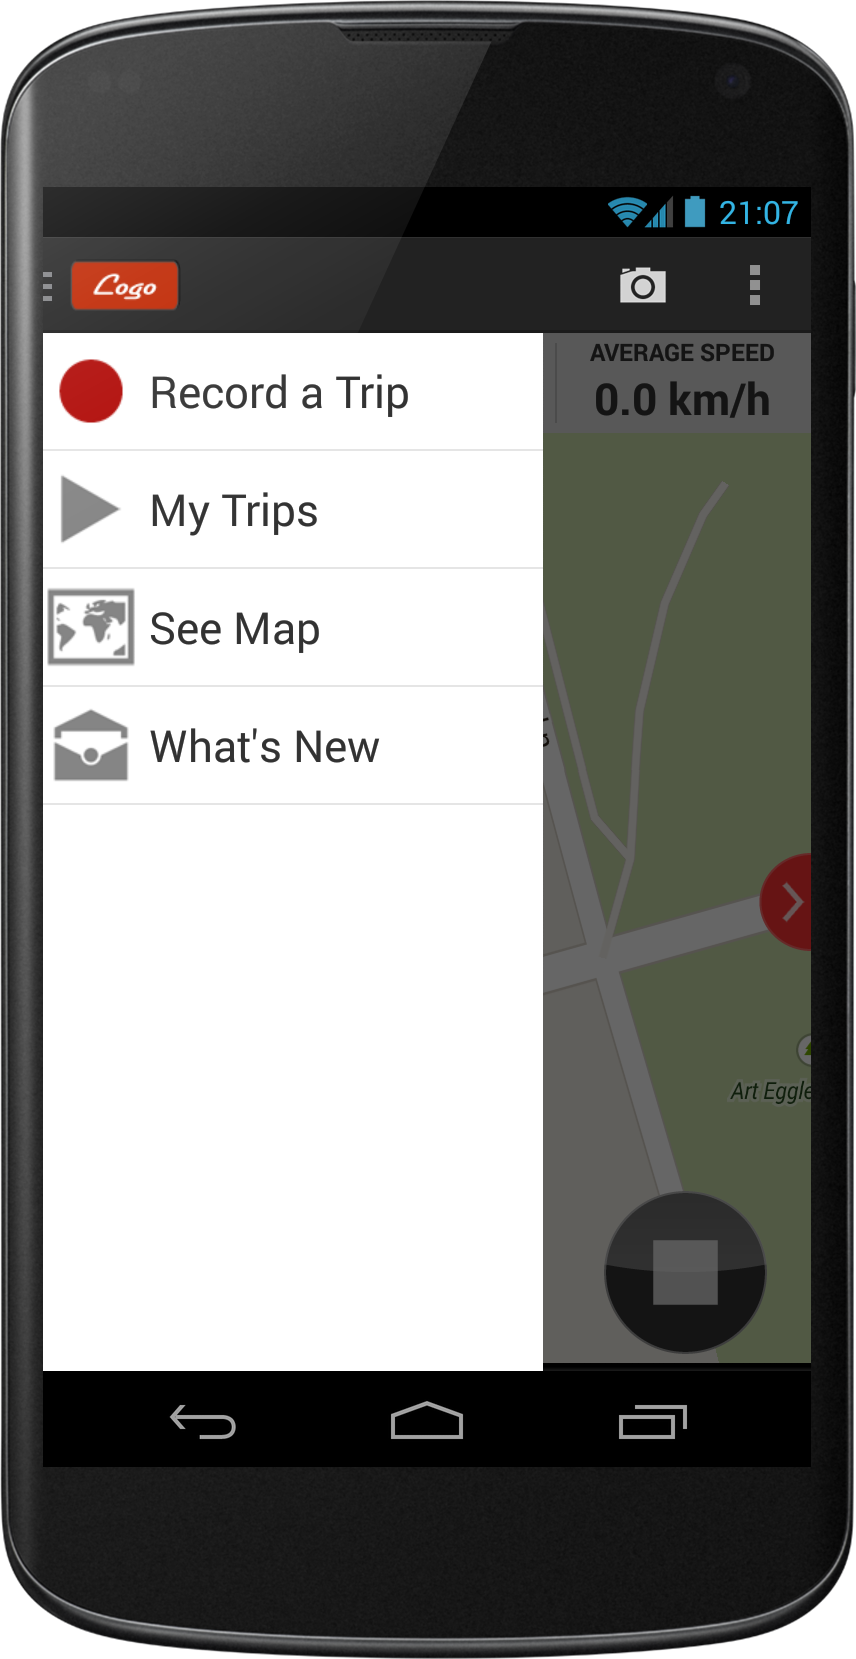 21:07
Logo
AVERAGE SPEED
0.0 km/h
Record a Trip
My Trips
See Map
What's New
Art Eggle